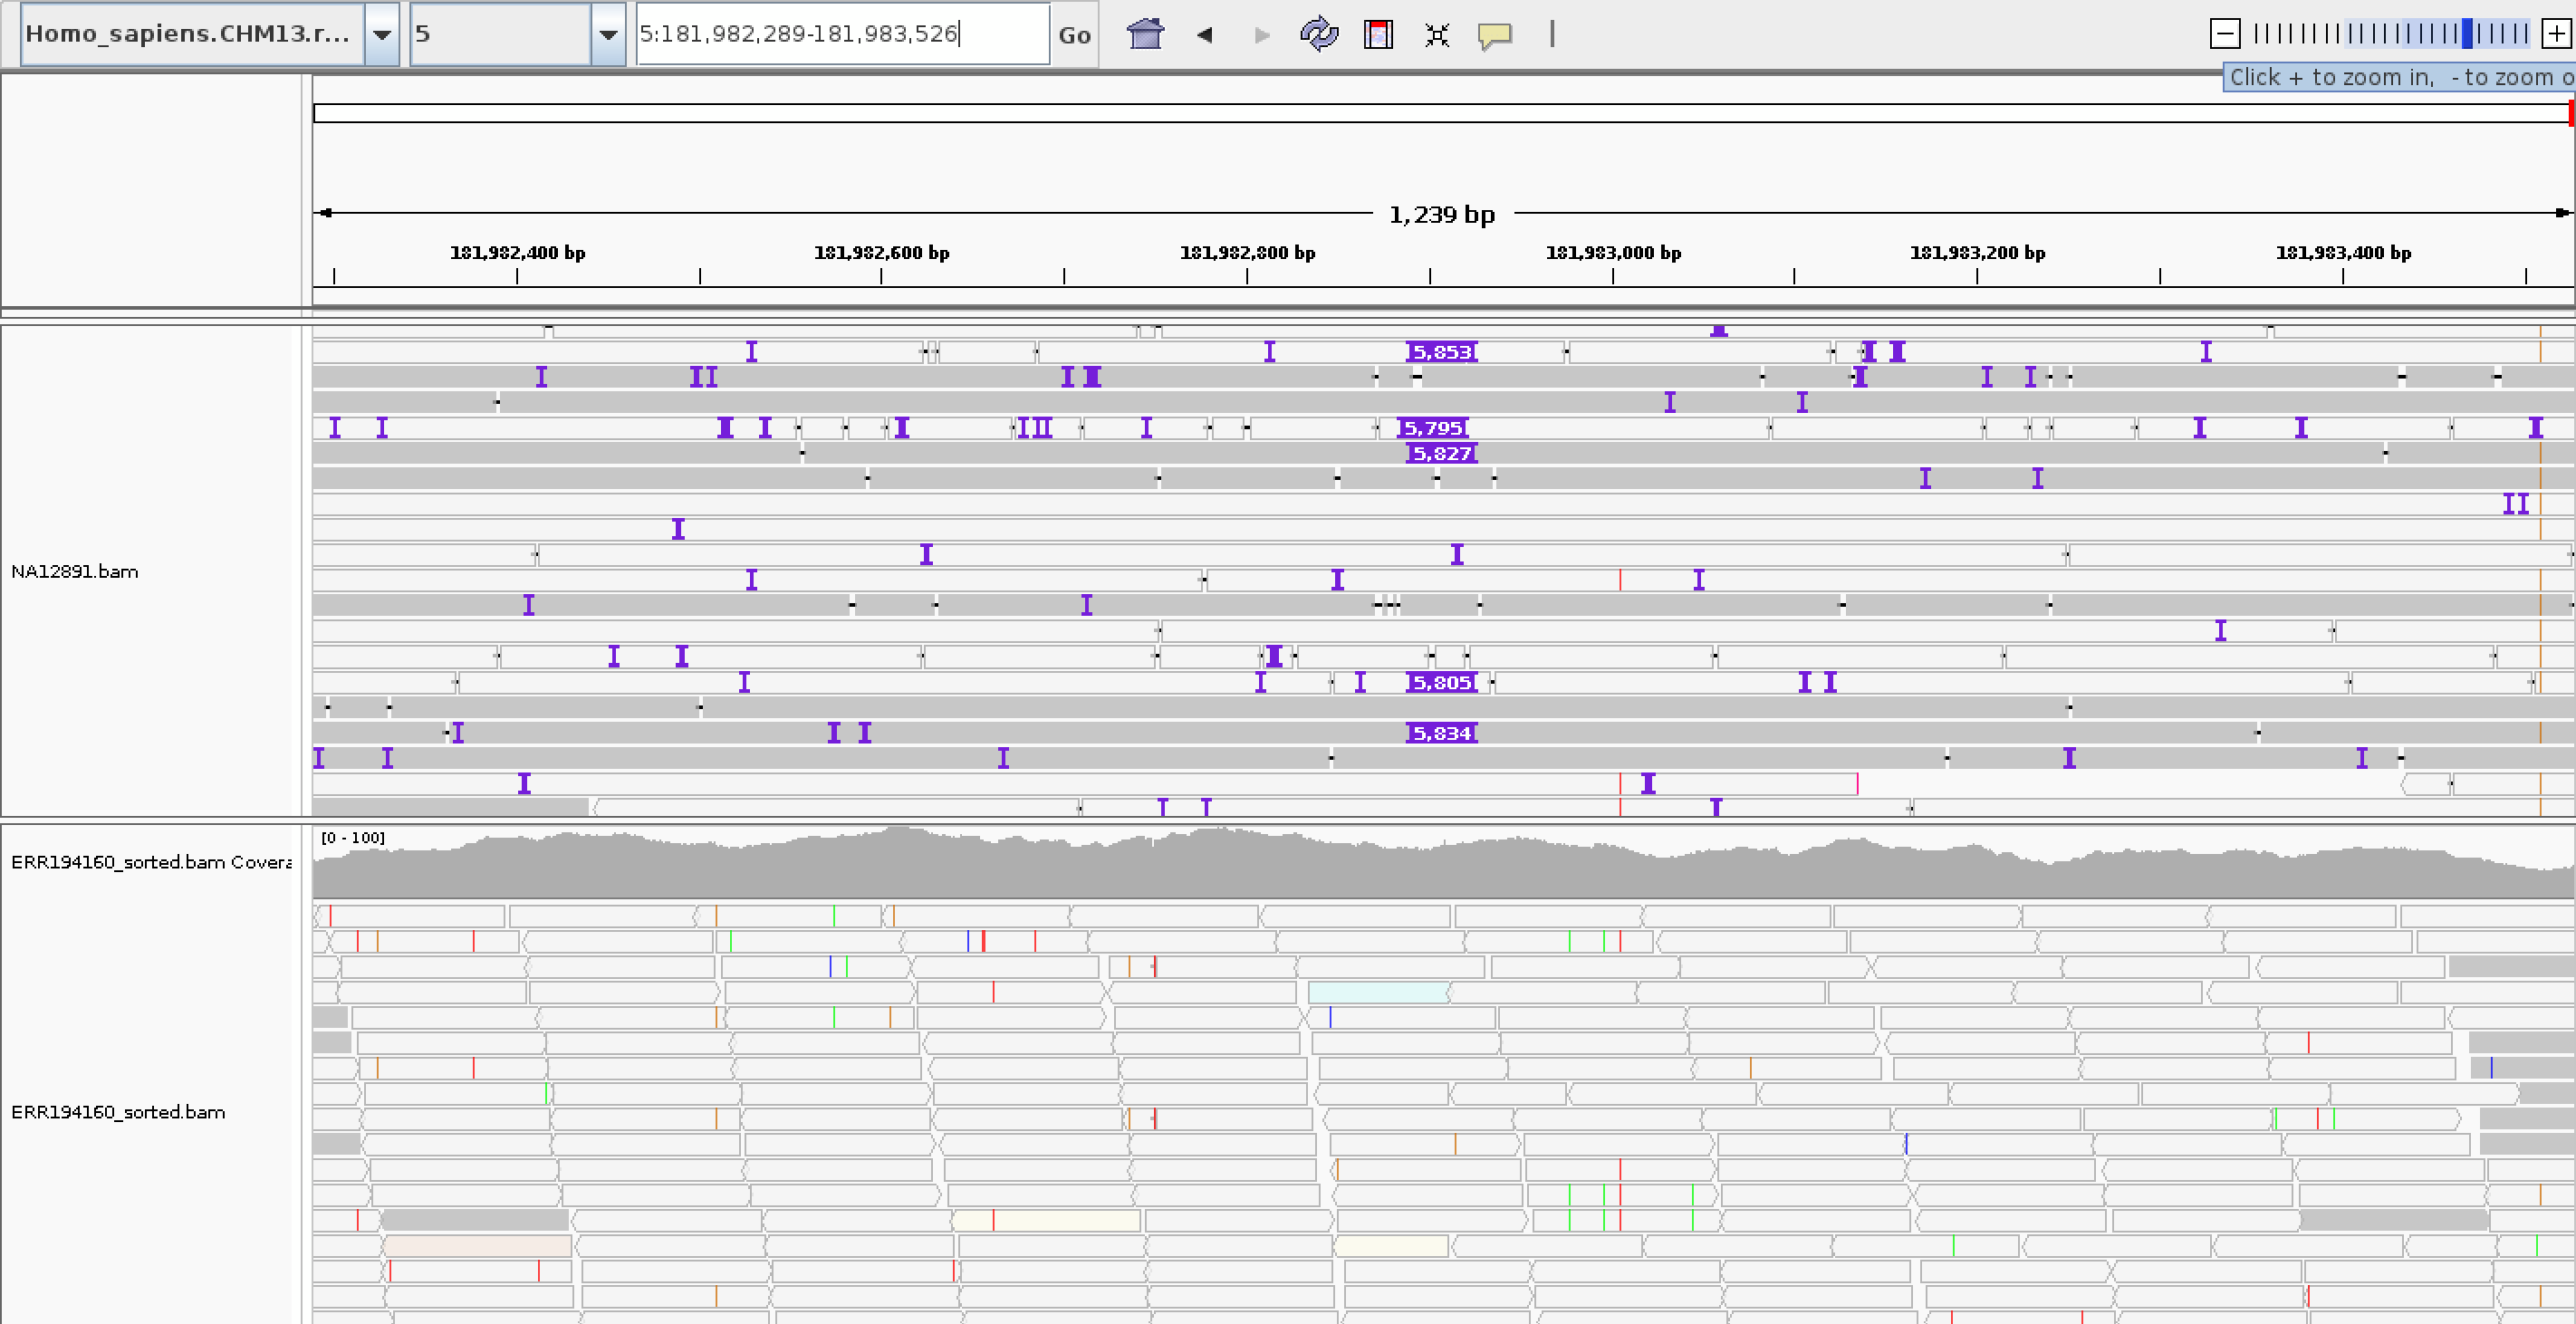 Homo_sapiens.CHM13.r... 5 5:181,982,289-181,983,526 Go
Click + to zoom in, - to zoom o
1,239 bp
181,982,400 bp 181,982,600 bp 181,982,800 bp 181,983,000 bp 181,983,200 bp 181,983,400 bp
5,853
5,795
5,827
NA12891.bam
5,805
5,834
[0 - 100]
ERR194160_sorted.bam Covera
ERR194160_sorted.bam